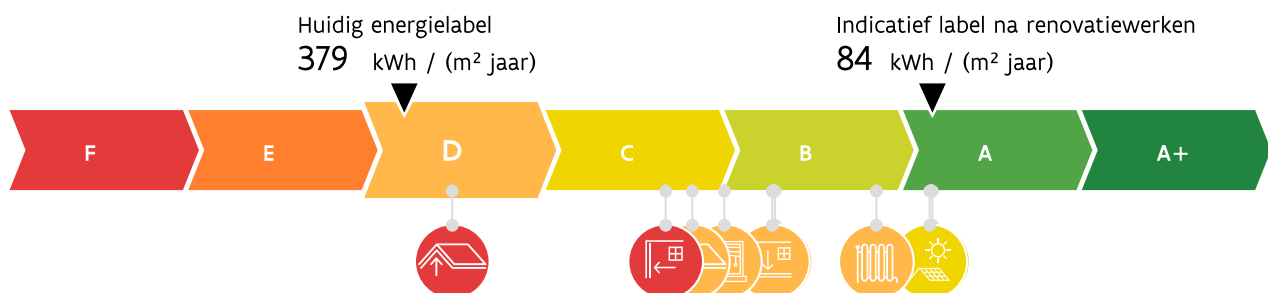 Huidig energielabel
379 kWh / (m² jaar)
Indicatief label na renovatiewerken
84 kWh / (m² jaar)
F
E
D
C
B
A
A+